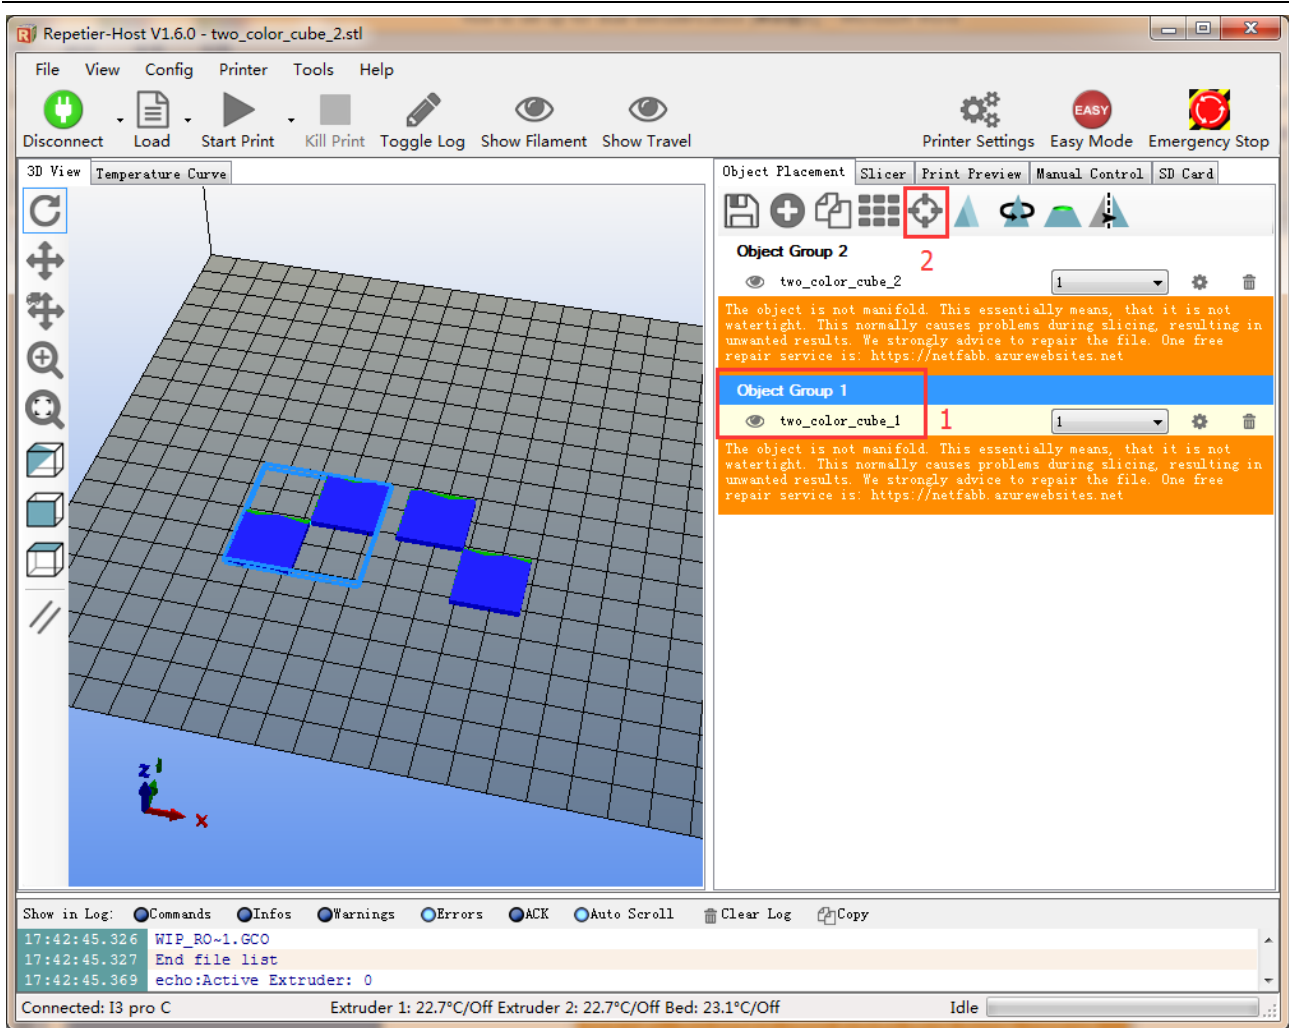 Repetier-Host V1.6.0 - two_color_cube_2.stl
File View Config Printer Tools Help
Disconnect Load Start Print Kill Print Toggle Log Show Filament Show Travel Printer Settings EASY Easy Mode Emergency Stop
3D View Temperature Curve
Object Placement Slicer Print Preview Manual Control SD Card
Object Group 2
2
two_color_cube_2 1
The object is not manifold. This essentially means, that it is not
watertight. This normally causes problems during slicing, resulting in
unwanted results. We strongly advice to repair the file. One free
repair service is: https://netfabb.azurewebsites.net
Object Group 1
two_color_cube_1 1 1
The object is not manifold. This essentially means, that it is not
watertight. This normally causes problems during slicing, resulting in
unwanted results. We strongly advice to repair the file. One free
repair service is: https://netfabb.azurewebsites.net
z
x
Show in Log: Commands Infos Warnings Errors ACK Auto Scroll Clear Log Copy
17:42:45.326 WIP_RO~1.GCO
17:42:45.327 End file list
17:42:45.369 echo:Active Extruder: 0
Connected: I3 pro C Extruder 1: 22.7°C/Off Extruder 2: 22.7°C/Off Bed: 23.1°C/Off Idle